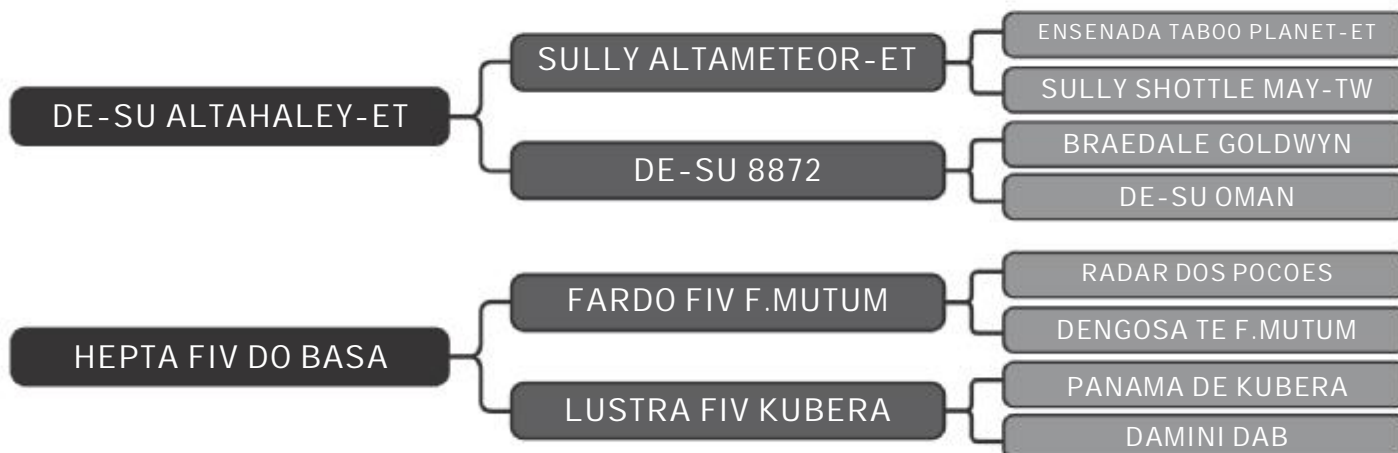 DE-SU ALTAHALEY-ET
SULLY ALTAMETEOR-ET
ENSENADA TABOO PLANET-ET
SULLY SHOTTLE MAY-TW
DE-SU 8872
BRAEDALE GOLDWYN
DE-SU OMAN
HEPTA FIV DO BASA
FARDO FIV F.MUTUM
RADAR DOS POCOES
DENGOSA TE F.MUTUM
LUSTRA FIV KUBERA
PANAMA DE KUBERA
DAMINI DAB